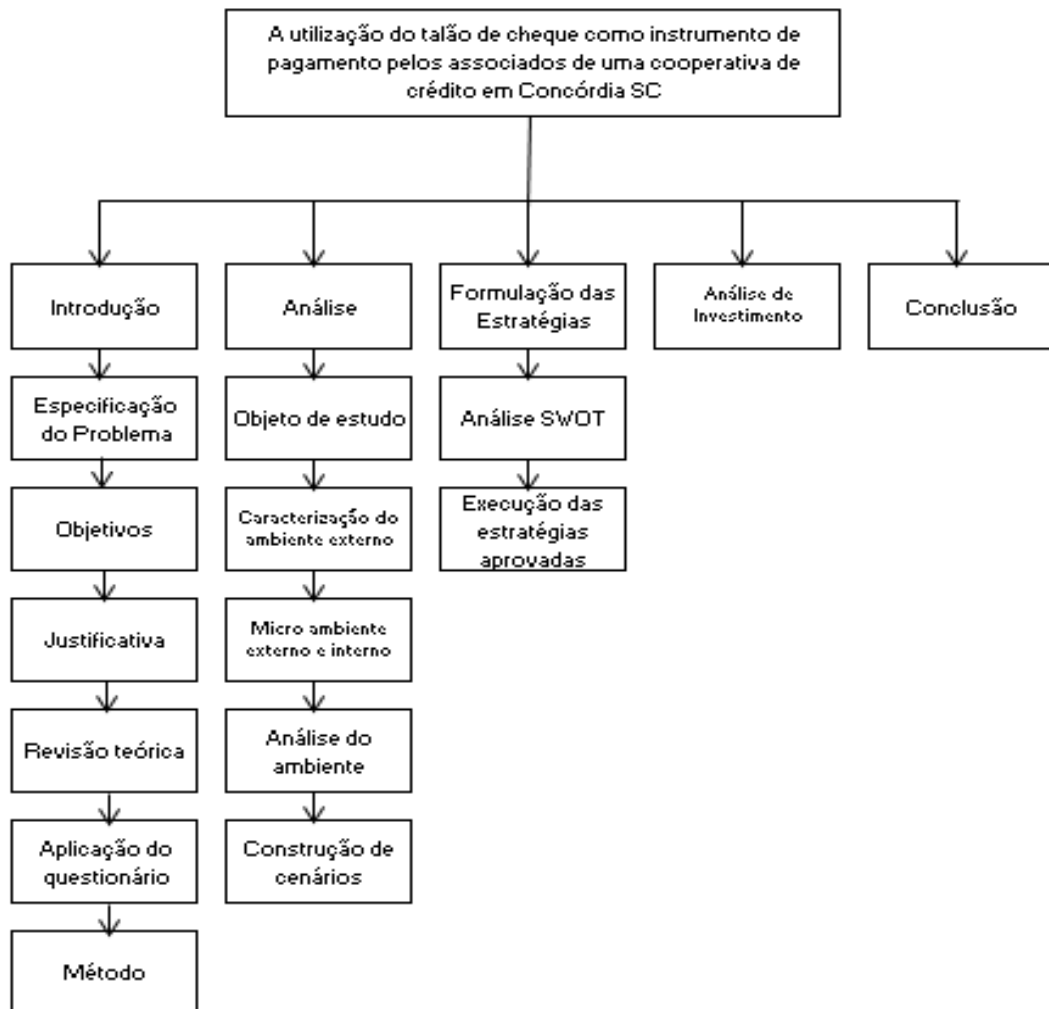 A utilização do talão de cheque como instrumento de
pagamento pelos associados de uma cooperativa de
crédito em Concórdia SC
Introdução
Análise
Formulação das
Estratégias
Análise de
Investimento
Conclusão
Especificação
do Problema
Objeto de estudo
Análise SWOT
Objetivos
Caracterização do
ambiente externo
Execução das
estratégias
aprovadas
Justificativa
Micro ambiente
externo e interno
Revisão teórica
Análise do
ambiente
Aplicação do
questionário
Construção de
cenários
Método